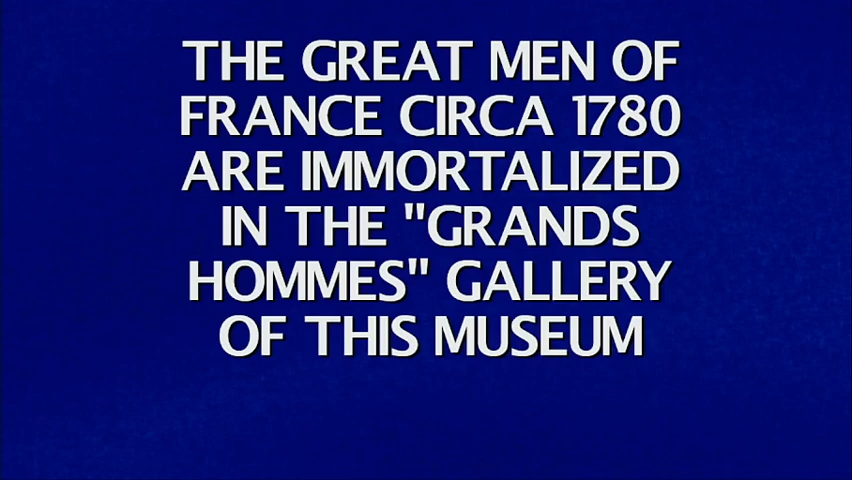 THE GREAT MEN OF
FRANCE CIRCA 1780
ARE IMMORTALIZED
IN THE "GRANDS
HOMMES" GALLERY
OF THIS MUSEUM